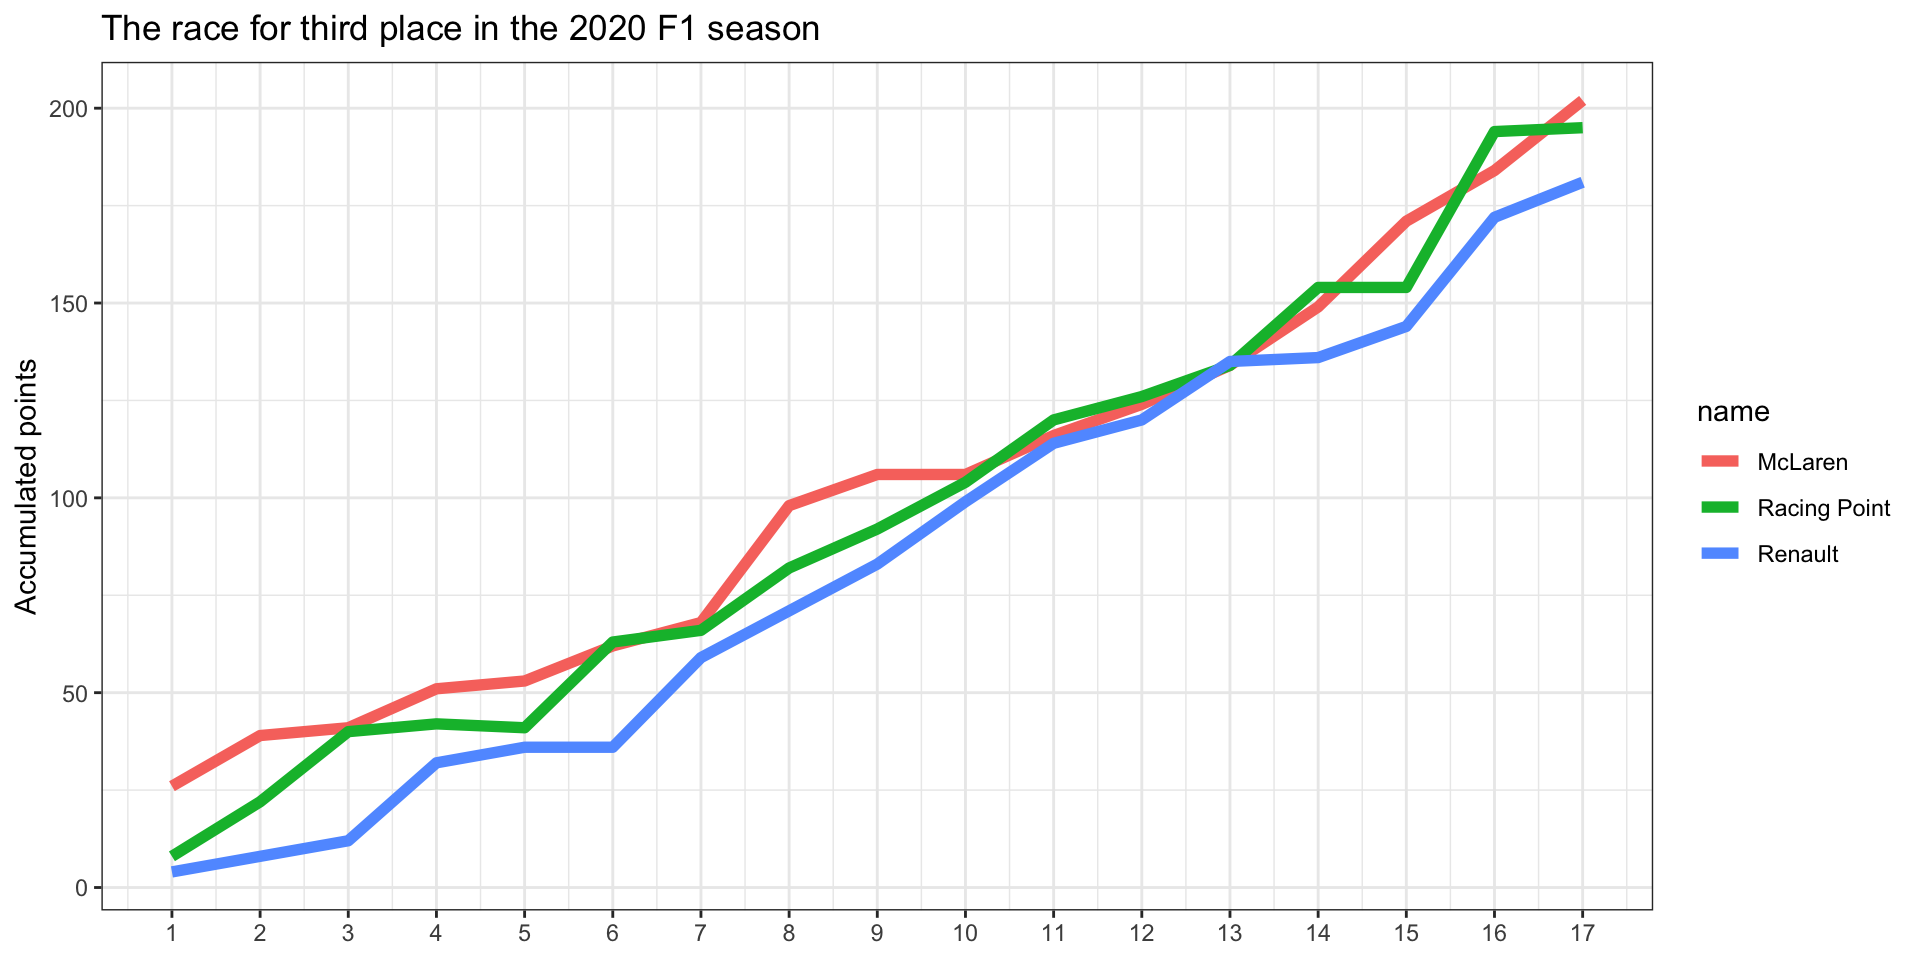 The race for third place in the 2020 F1 season
Accumulated points
200
150
100
50
0
1 2 3 4 5 6 7 8 9 10 11 12 13 14 15 16 17
name
McLaren
Racing Point
Renault